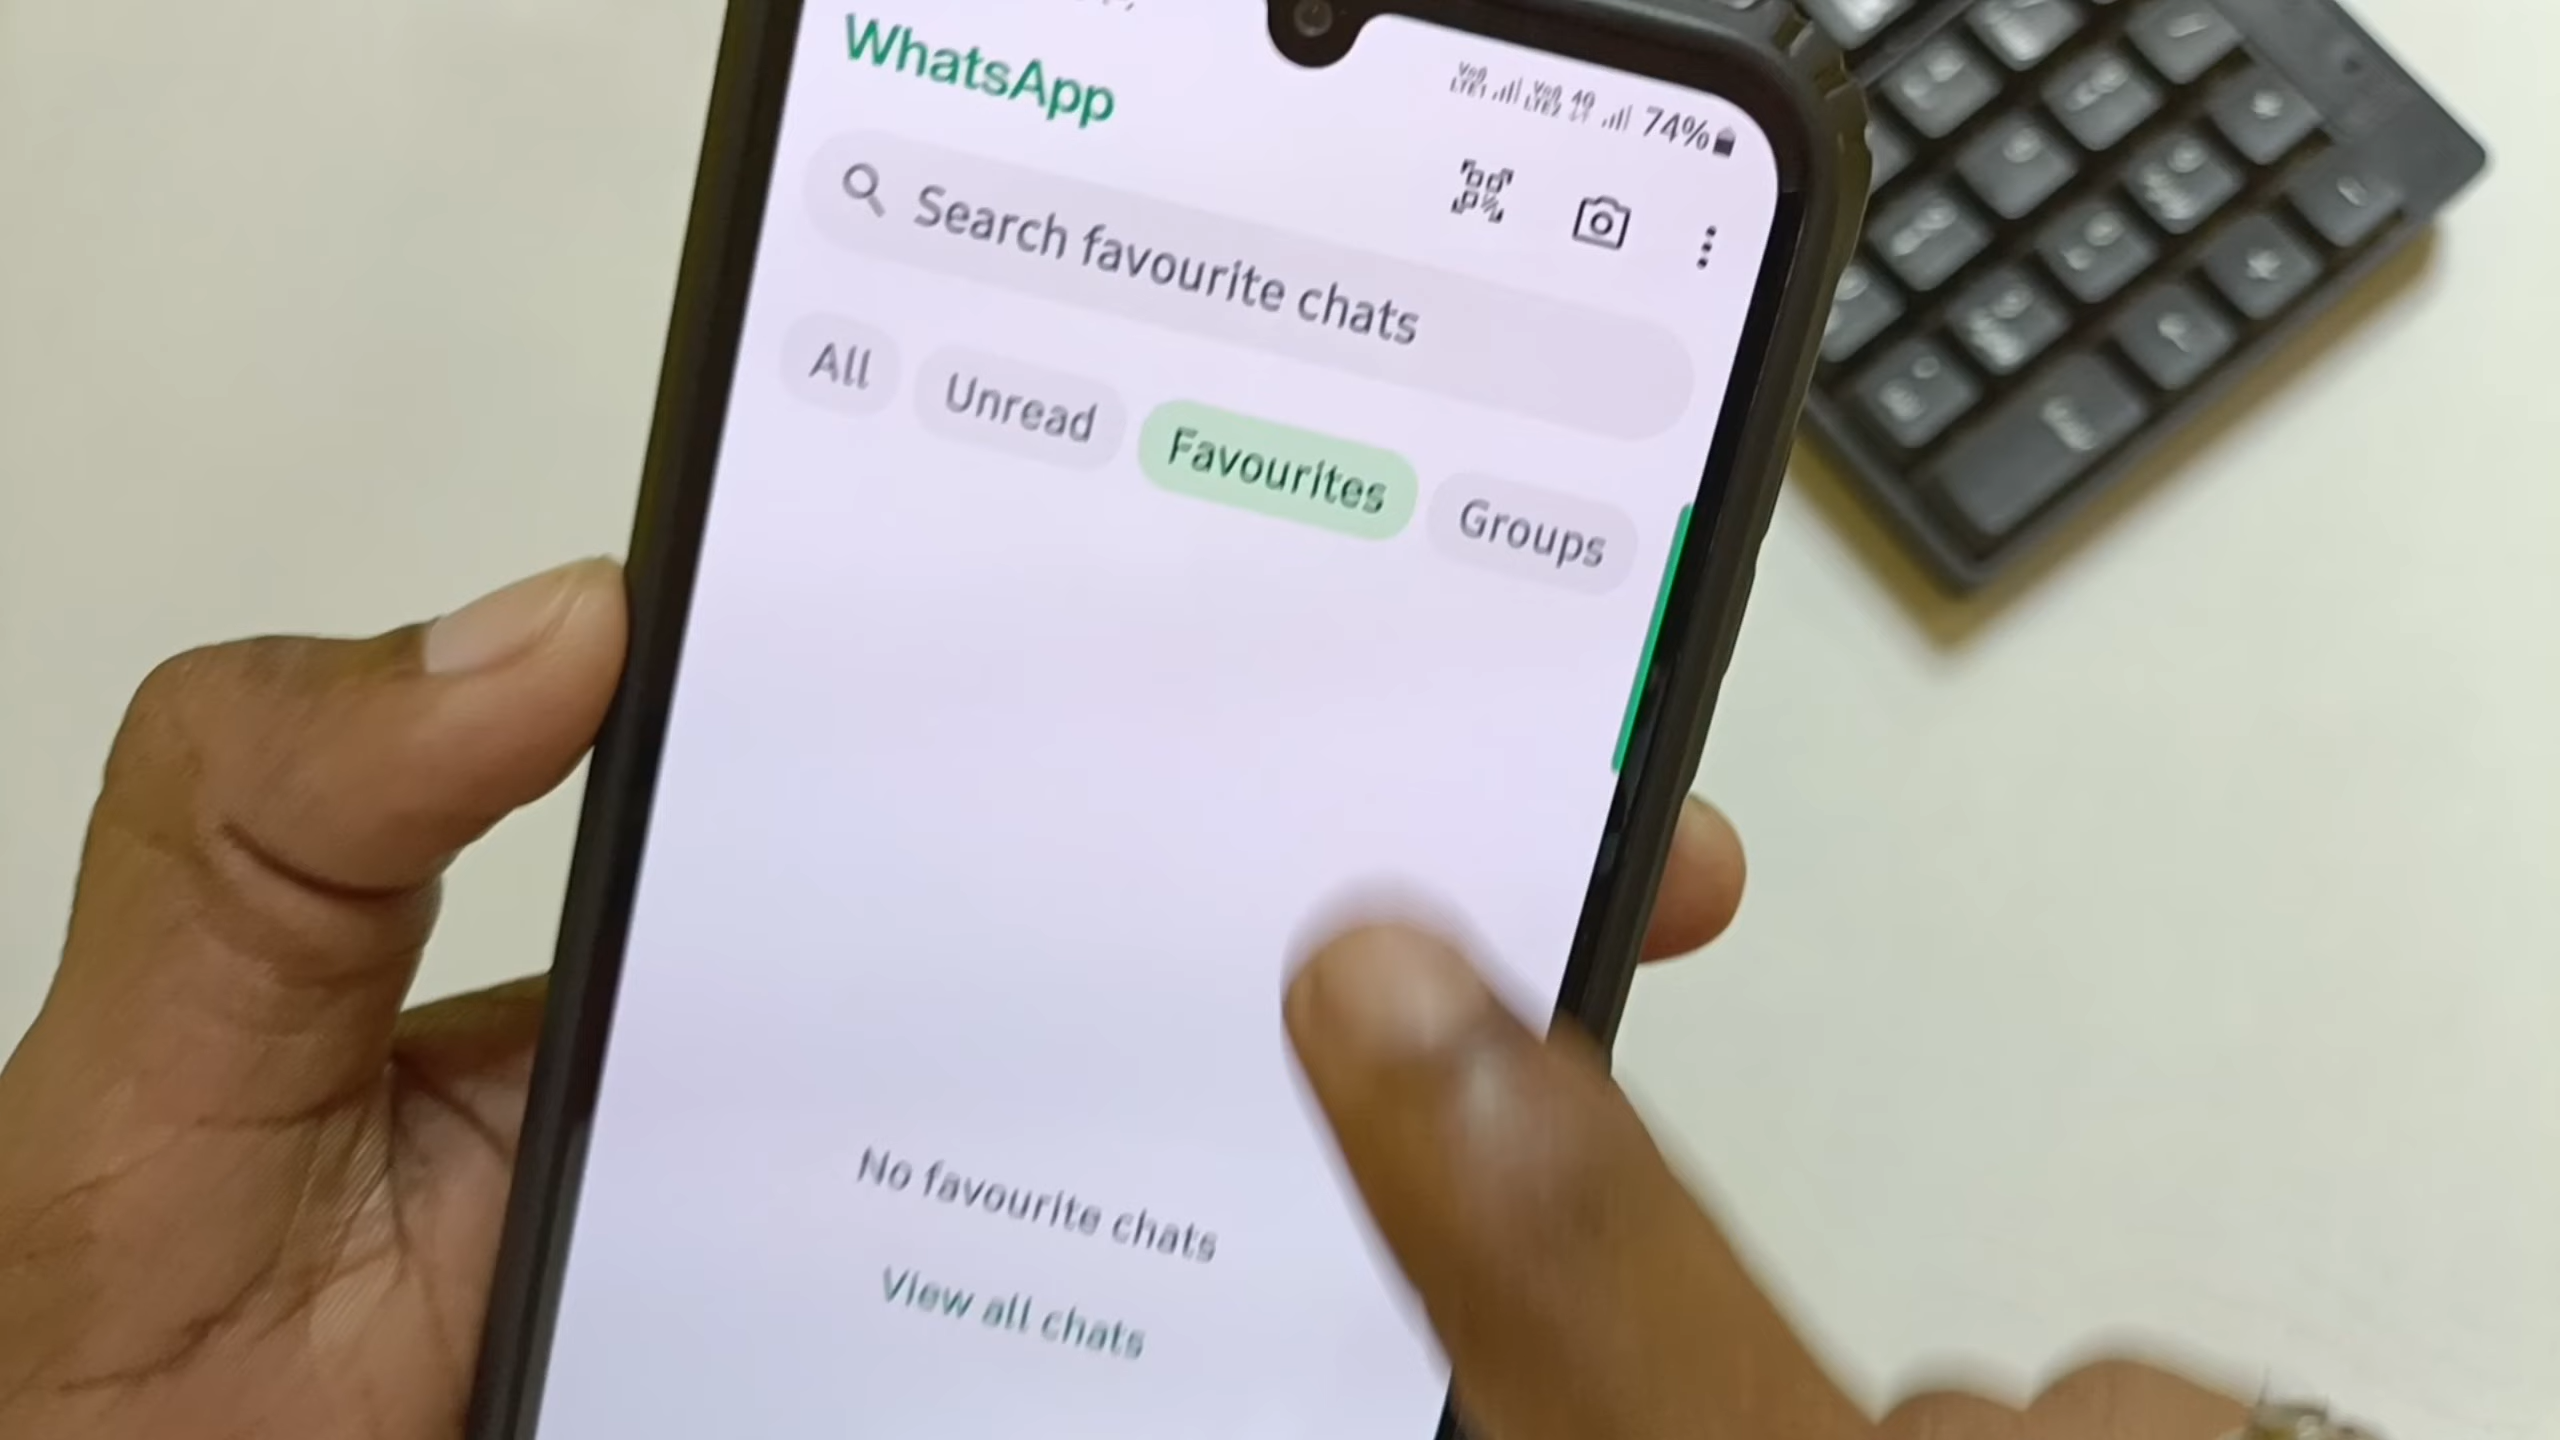 WhatsApp
74%
Search favourite chats
All
Unread
Favourites
Groups
No favourite chats
View all chats